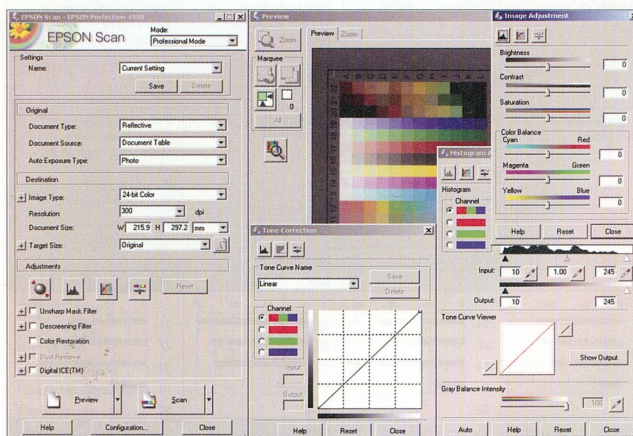 EPSON Scan - EPSON Perfection 4490
EPSON Scan
Mode:
Professional Mode
Settings
Name:
Current Setting
Save
Delete
Original
Document Type:
Reflective
Document Source:
Document Table
Auto Exposure Type:
Photo
Destination
Image Type:
24-bit Color
Resolution:
300
dpi
Document Size:
W 215.9 H 297.2 mm
Target Size:
Original
Adjustments
Reset
Unsharp Mask Filter
Descreening Filter
Color Restoration
Dust Removal
Digital ICE(TM)
Preview
Scan
Help
Configuration...
Close
Preview
Zoom
Preview
Zoom
Marquee
0
All
A B C D E F G H I J K L
Tone Correction
Tone Curve Name
Linear
Save
Delete
Channel
Input
Output
Help
Reset
Close
Histogram A
Histogram
Channel
Input:
10
1.00
245
Output:
10
245
Tone Curve Viewer
Show Output
Gray Balance Intensity
100
Auto
Help
Reset
Close
Image Adjustment
Brightness
0
Contrast
0
Saturation
0
Color Balance
Cyan
Red
0
Magenta
Green
0
Yellow
Blue
0
Help
Reset
Close